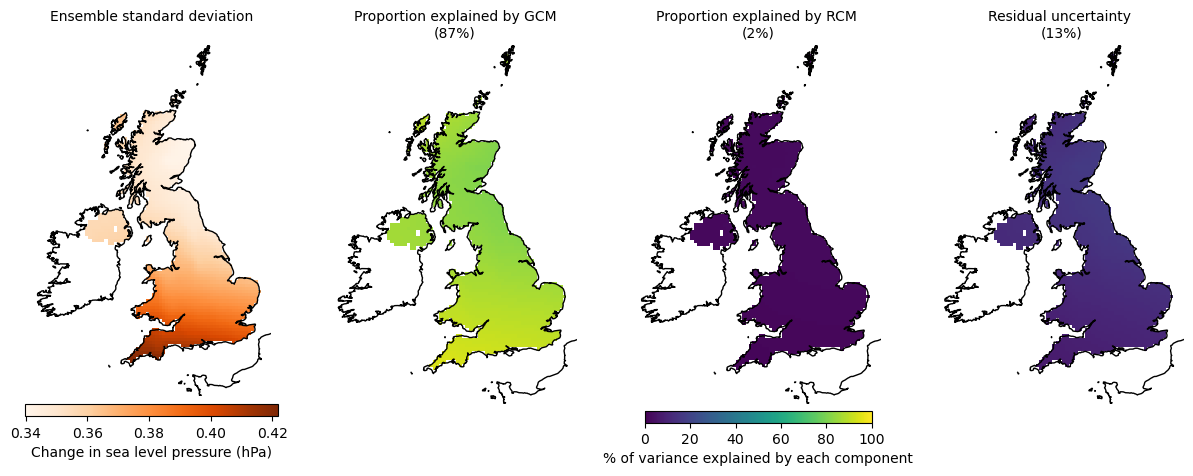 Ensemble standard deviation
Proportion explained by GCM
(87%)
Proportion explained by RCM
(2%)
Residual uncertainty
(13%)
0.34 0.36 0.38 0.40 0.42
Change in sea level pressure (hPa)
0 20 40 60 80 100
% of variance explained by each component